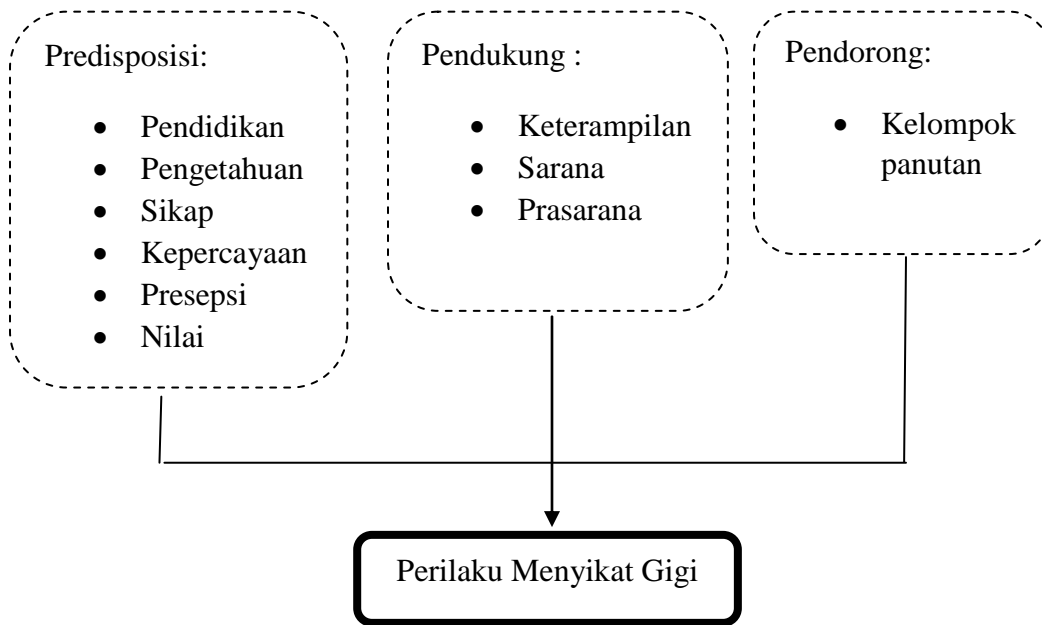 Predisposisi:
• Pendidikan
• Pengetahuan
• Sikap
• Kepercayaan
• Presepsi
• Nilai
Pendukung :
• Keterampilan
• Sarana
• Prasarana
Pendorong:
• Kelompok
panutan
Perilaku Menyikat Gigi